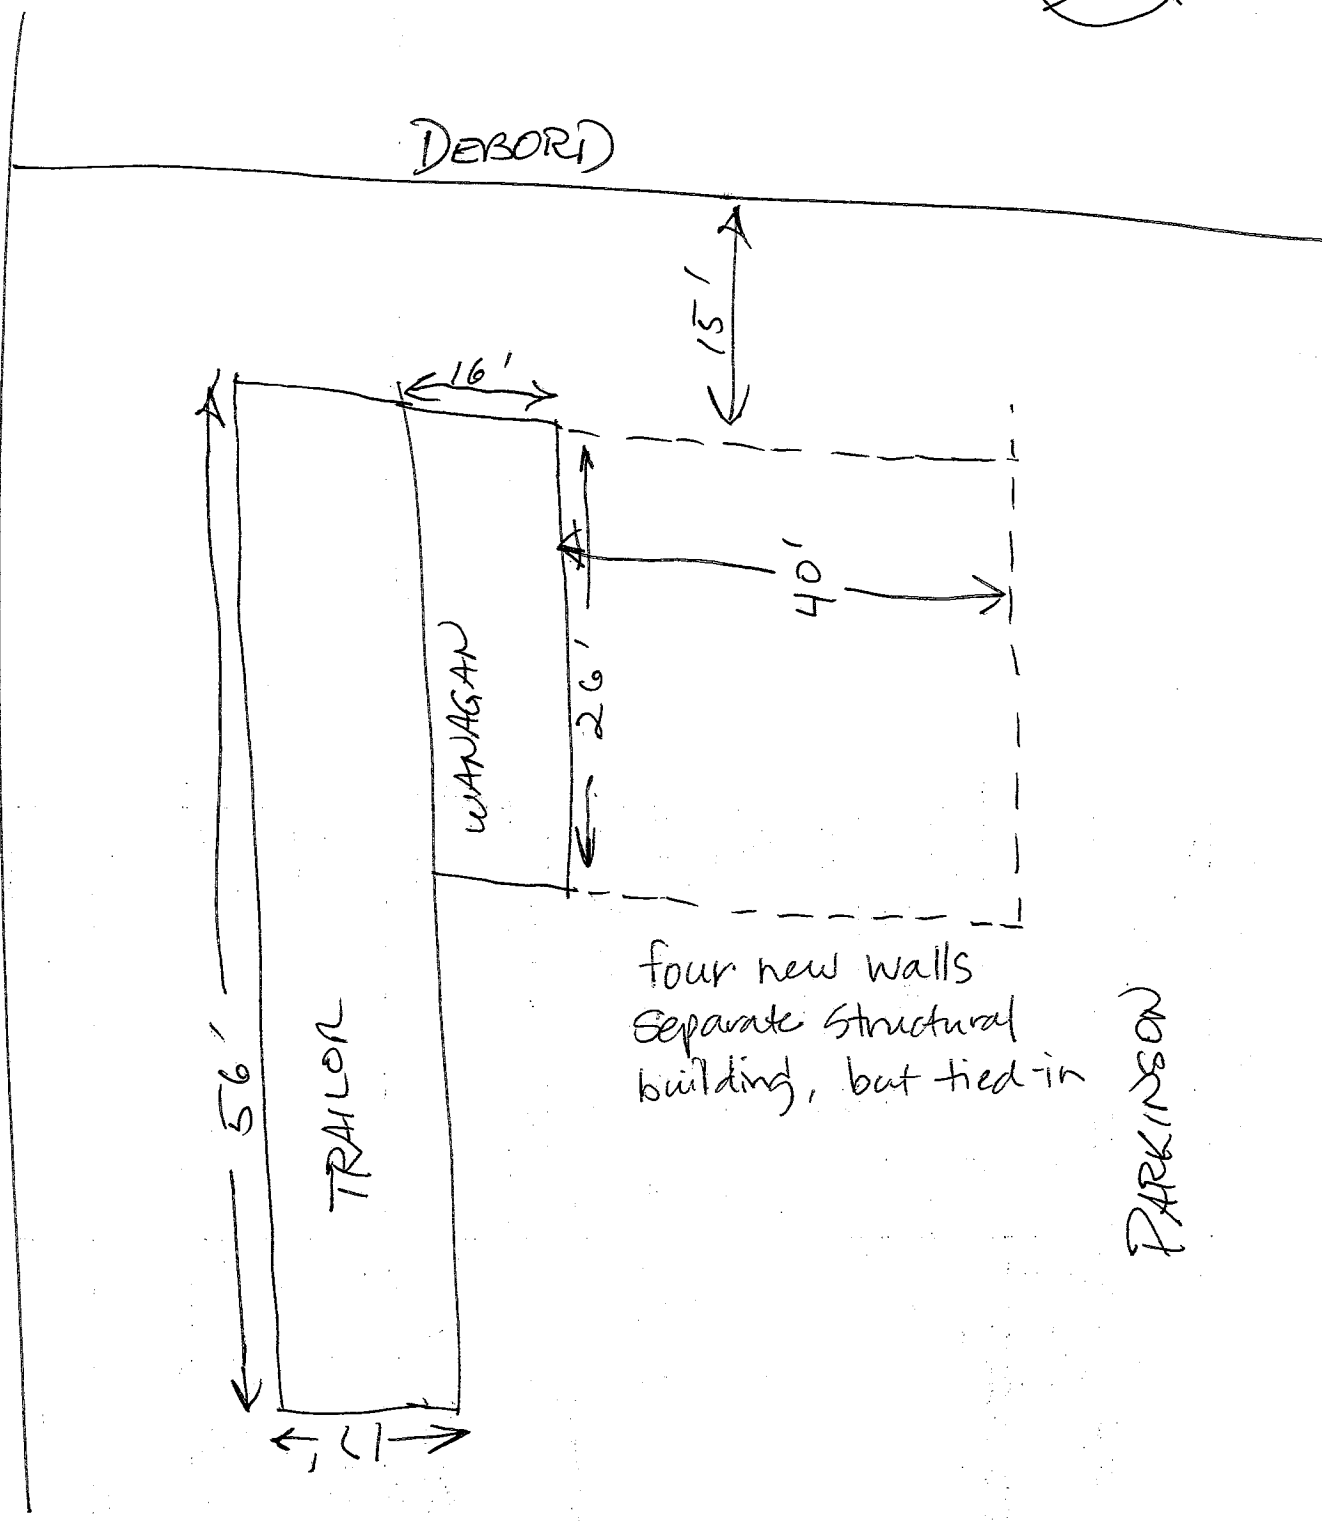 DEBORD
15'
16'
40'
26'
WANAGAN
four new walls
separate structural
building, but tied-in
PARKINSON
56'
TRAILOR